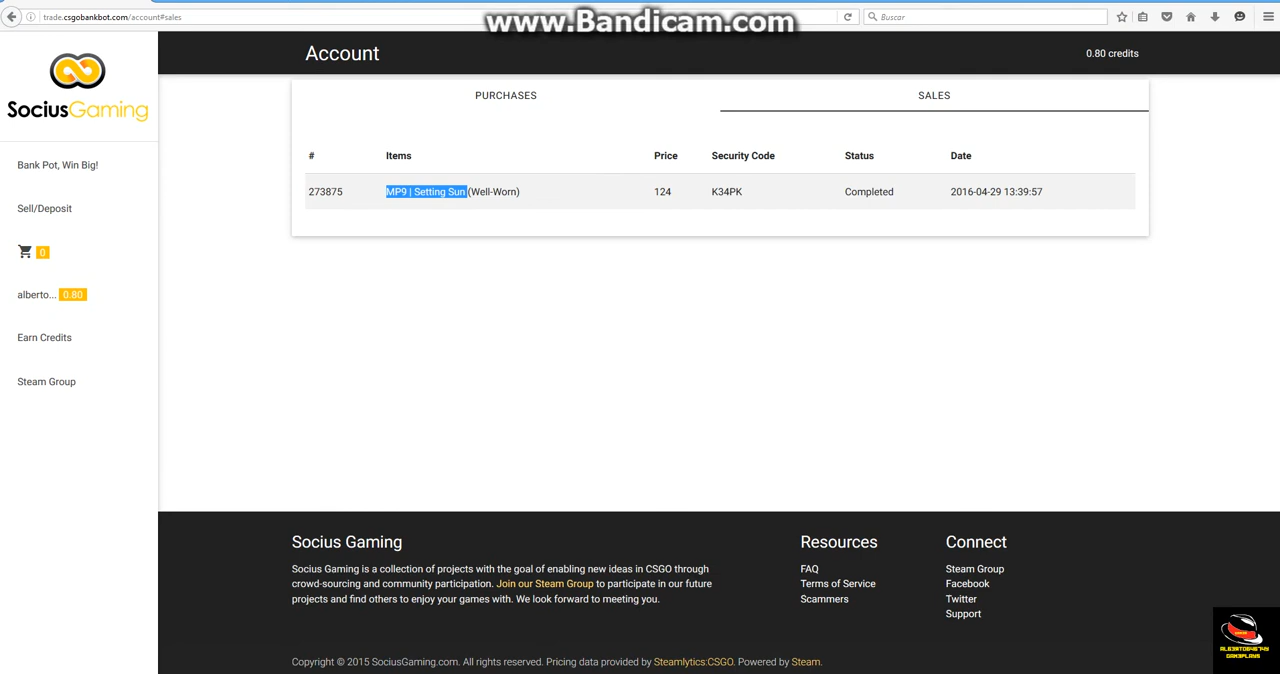 trade.csgobankbot.com/account#sales
www.Bandicam.com
Buscar
SociusGaming
Account
0.80 credits
Bank Pot, Win Big!
Sell/Deposit
0
alberto... 0.80
Earn Credits
Steam Group
PURCHASES
SALES
# Items Price Security Code Status Date
273875 MP9 | Setting Sun (Well-Worn) 124 K34PK Completed 2016-04-29 13:39:57
Socius Gaming
Socius Gaming is a collection of projects with the goal of enabling new ideas in CSGO through
crowd-sourcing and community participation. Join our Steam Group to participate in our future
projects and find others to enjoy your games with. We look forward to meeting you.
Resources
FAQ
Terms of Service
Scammers
Connect
Steam Group
Facebook
Twitter
Support
Copyright © 2015 SociusGaming.com. All rights reserved. Pricing data provided by Steamlytics:CSGO. Powered by Steam.
GAMEPLAYS